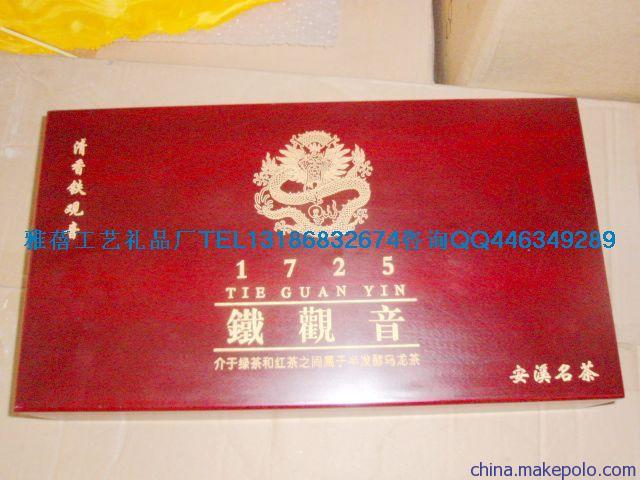 清香铁观音
雅蓓工艺礼品厂TEL13186832674咨询QQ446349289
1725
TIE GUAN YIN
鐵觀音
介于绿茶和红茶之间属于半发酵乌龙茶
安溪名茶
china.makepolo.com